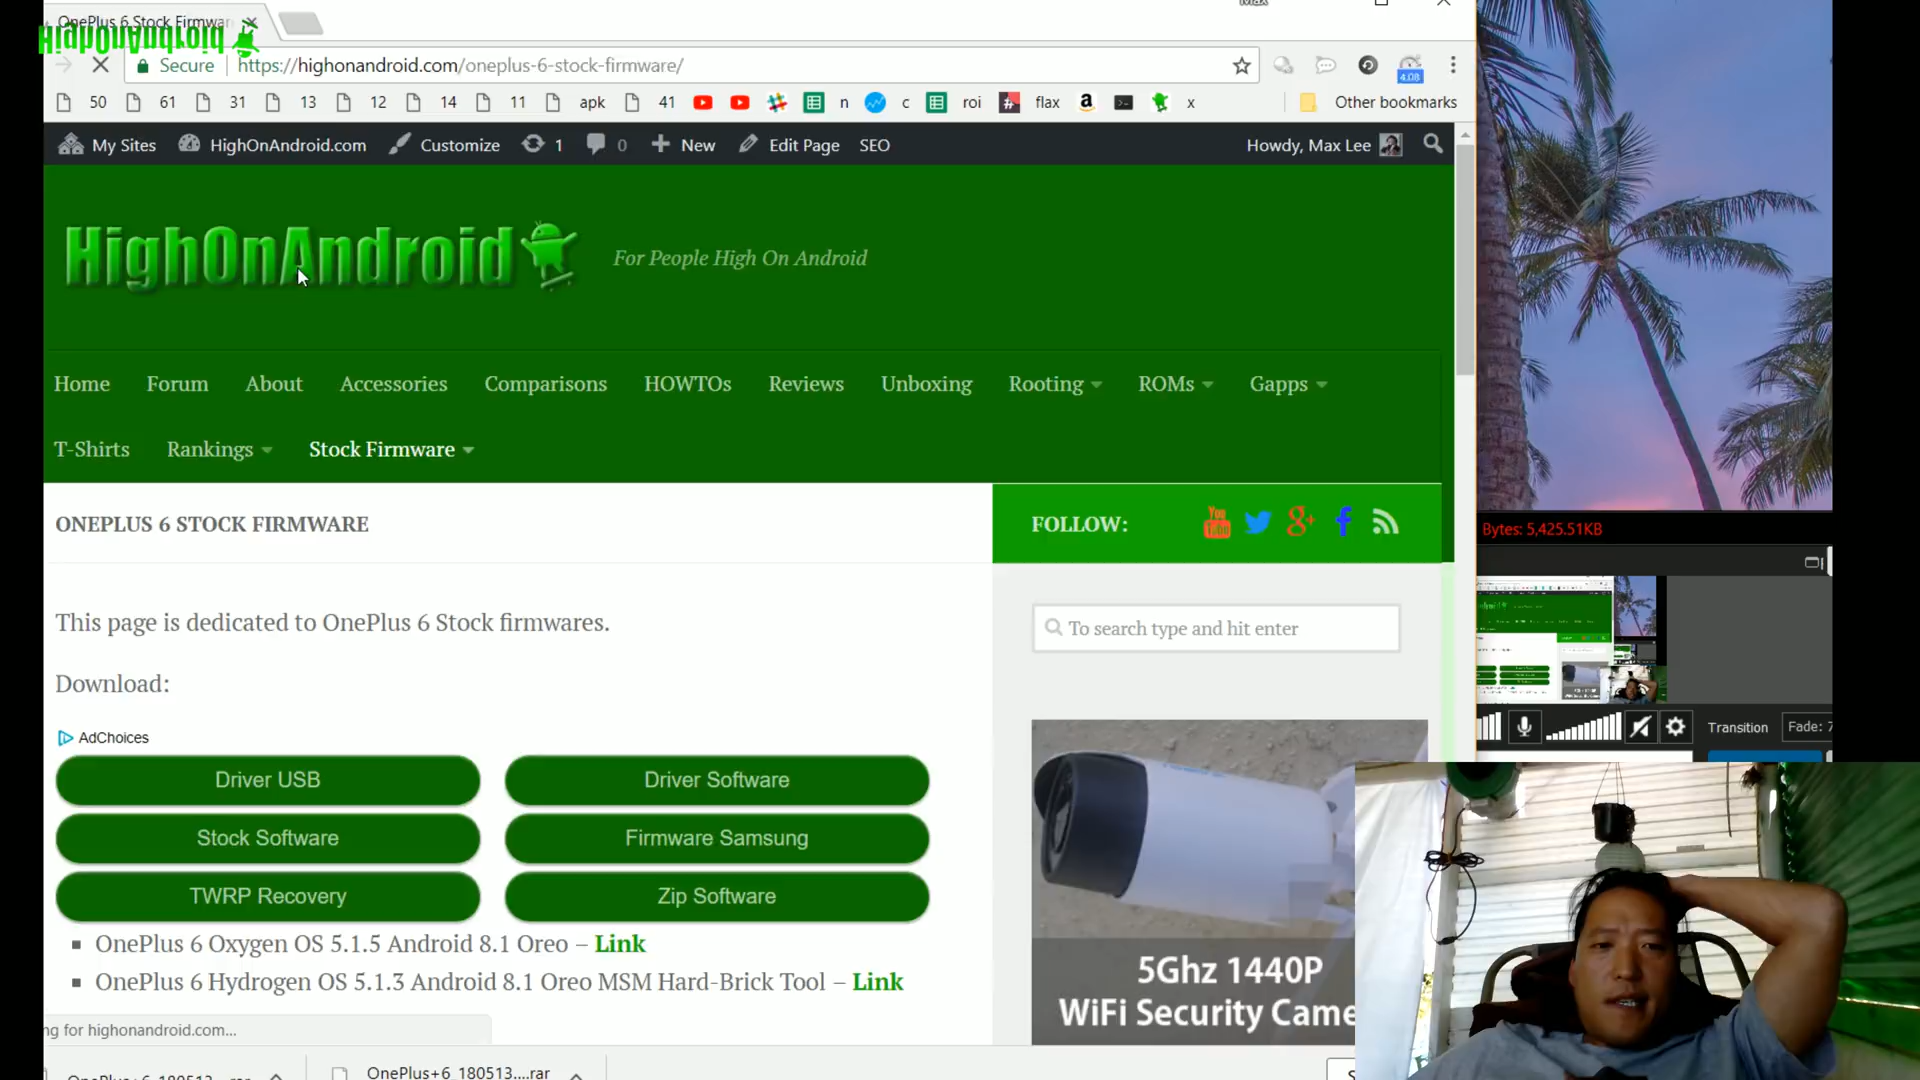 OnePlus 6 Stock Firmwar
HighOnAndroid
Secure
https://highonandroid.com/oneplus-6-stock-firmware/
4.08
50 61 31 13 12 14 11 apk 41 n c roi flax x Other bookmarks
My Sites HighOnAndroid.com Customize 1 0 New Edit Page SEO Howdy, Max Lee
HighOnAndroid For People High On Android
Home Forum About Accessories Comparisons HOWTOs Reviews Unboxing Rooting ROMs Gapps
T-Shirts Rankings Stock Firmware
ONEPLUS 6 STOCK FIRMWARE
FOLLOW:
You Tube
This page is dedicated to OnePlus 6 Stock firmwares.
To search type and hit enter
Download:
AdChoices
Driver USB Driver Software
Stock Software Firmware Samsung
TWRP Recovery Zip Software
OnePlus 6 Oxygen OS 5.1.5 Android 8.1 Oreo – Link
OnePlus 6 Hydrogen OS 5.1.3 Android 8.1 Oreo MSM Hard-Brick Tool – Link
5Ghz 1440P
WiFi Security Came
ng for highonandroid.com...
OnePlus+6_180513....rar
Bytes: 5,425.51KB
Transition Fade: 7